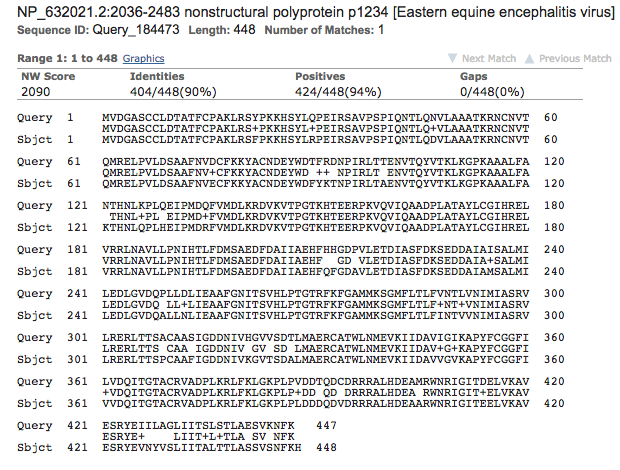 NP_632021.2:2036-2483 nonstructural polyprotein p1234 [Eastern equine encephalitis virus]
Sequence ID: Query_184473 Length: 448 Number of Matches: 1
Range 1: 1 to 448 Graphics Next Match Previous Match
NW Score Identities Positives Gaps
2090 404/448(90%) 424/448(94%) 0/448(0%)
Query 1 MVDGASCCLDTATFCPAKLRSYPKKHSYLQPEIRSAVPSPIQNTLQNVLAAATKRNCNVT 60
MVDGASCCLDTATFCPAKLRS+PKKHSYL+PEIRSAVPSPIQNTLQ+VLAAATKRNCNVT
Sbjct 1 MVDGASCCLDTATFCPAKLRSFPKKHSYLRPEIRSAVPSPIQNTLQDVLAAATKRNCNVT 60
Query 61 QMRELPVLDSAAFNVDCFKKYACNDEYWDTFRDNPIRLTTENVTQYVTKLKGPKAAALFA 120
QMRELPVLDSAAFNV+CFKKYACNDEYWD ++ NPIRLT ENVTQYVTKLKGPKAAALFA
Sbjct 61 QMRELPVLDSAAFNVECFKKYACNDEYWDFYKTNPIRLTAENVTQYVTKLKGPKAAALFA 120
Query 121 NTHNLKPLQEIPMDQFVMDLKRDVKVTPGTKHTEERPKVQVIQAADPLATAYLCGIHREL 180
THNL+PL EIPMD+FVMDLKRDVKVTPGTKHTEERPKVQVIQAADPLATAYLCGIHREL
Sbjct 121 KTHNLQPLHEIPMDRFVMDLKRDVKVTPGTKHTEERPKVQVIQAADPLATAYLCGIHREL 180
Query 181 VRRLNAVLLPNIHTLFDMSAEDFDAIIAEHFHHGDPVLETDIASFDKSEDDAIAISALMI 240
VRRLNAVLLPNIHTLFDMSAEDFDAIIAEHF GD VLETDIASFDKSEDDAIA+SALMI
Sbjct 181 VRRLNAVLLPNIHTLFDMSAEDFDAIIAEHFQFGDAVLETDIASFDKSEDDAIAMSALMI 240
Query 241 LEDLGVDQPLLDLIEAAFGNITSVHLPTGTRFKFGAMMKSGMFLTLFVNTLVNIMIASRV 300
LEDLGVDQ LL+LIEAAFGNITSVHLPTGTRFKFGAMMKSGMFLTLF+NT+VNIMIASRV
Sbjct 241 LEDLGVDQALLNLIEAAFGNITSVHLPTGTRFKFGAMMKSGMFLTLFINTVVNIMIASRV 300
Query 301 LRERLTTSACAASIGDDNIVHGVVSDTLMAERCATWLNMEVKIIDAVIGIKAPYFCGGFI 360
LRERLTTS CAA IGDDNIV GV SD LMAERCATWLNMEVKIIDAV+G+KAPYFCGGFI
Sbjct 301 LRERLTTSPCAAFIGDDNIVKGVTSDALMAERCATWLNMEVKIIDAVVGVKAPYFCGGFI 360
Query 361 LVDQITGTACRVADPLKRLFKLGKPLPVDDTQDCDRRRALHDEAMRWNRIGITDELVKAV 420
+VDQITGTACRVADPLKRLFKLGKPLP+DD QD DRRRALHDEA RWNRIGIT+ELVKAV
Sbjct 361 VVDQITGTACRVADPLKRLFKLGKPLPLDDDQDVDRRRALHDEAARWNRIGITEELVKAV 420
Query 421 ESRYEIILAGLIITSLSTLAESVKNFK 447
ESRYE+ LIIT+L+TLA SV NFK
Sbjct 421 ESRYEVNYVSLIITALTTLASSVSNFKH 448